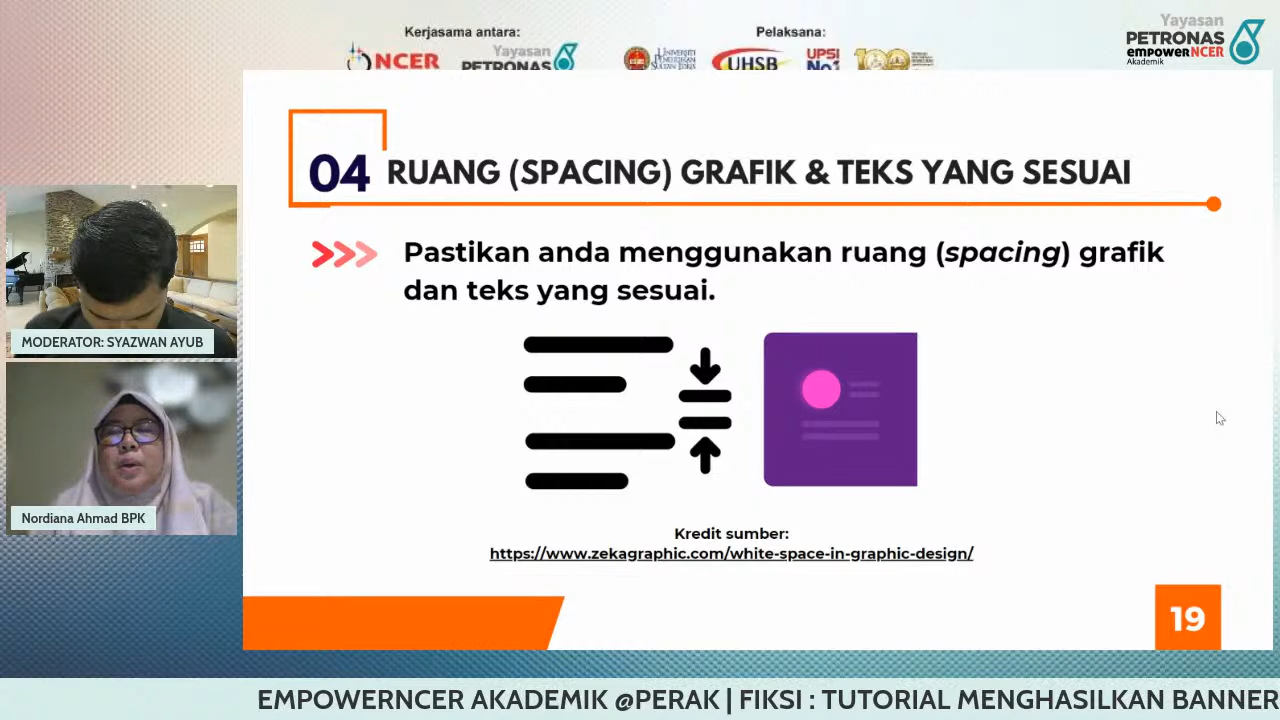 Kerjasama antara:
Pelaksana:
NCER
Yayasan
PETRONAS
UHSB
UPSI
No1
Yayasan
PETRONAS
empowerNCER
Akademik
04 RUANG (SPACING) GRAFIK & TEKS YANG SESUAI
Pastikan anda menggunakan ruang (spacing) grafik
dan teks yang sesuai.
MODERATOR: SYAZWAN AYUB
Nordiana Ahmad BPK
Kredit sumber:
https://www.zekagraphic.com/white-space-in-graphic-design/
19
EMPOWERNCER AKADEMIK @PERAK | FIKSI : TUTORIAL MENGHASILKAN BANNER